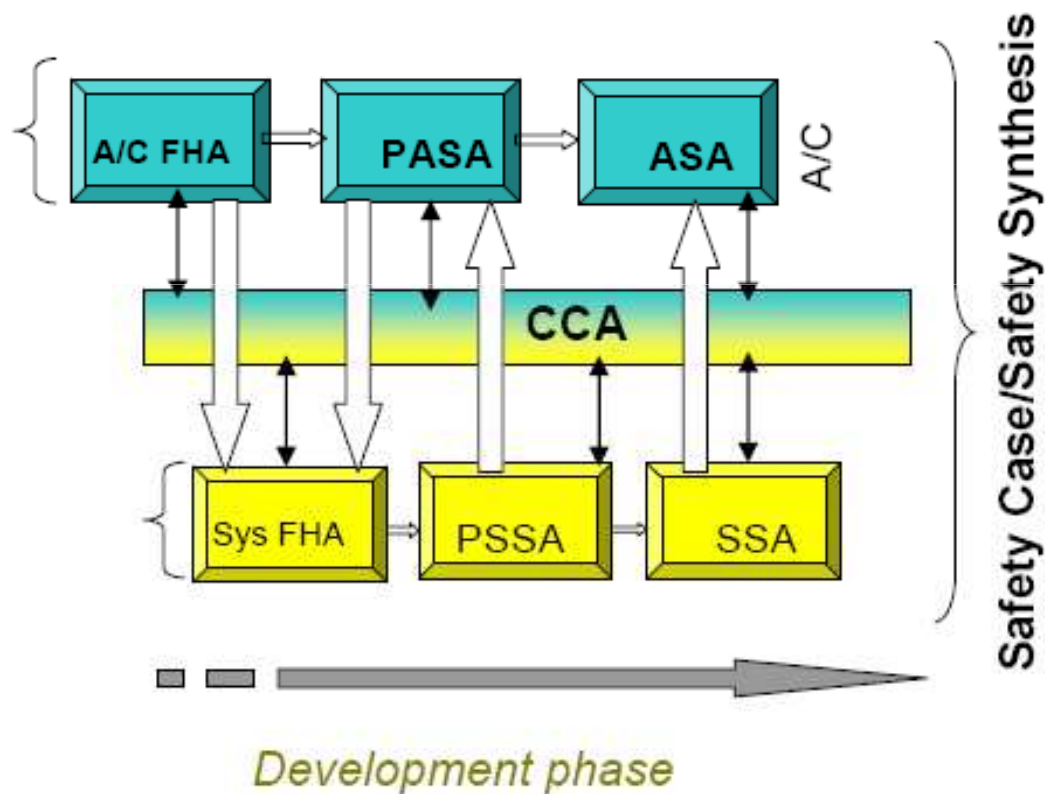 A/C FHA
PASA
ASA
A/C
CCA
Sys FHA
PSSA
SSA
Safety Case/Safety Synthesis
Development phase